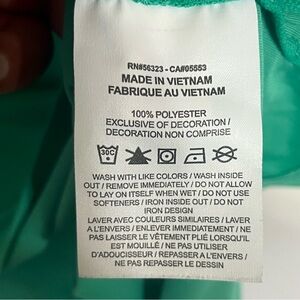 RN#56323 - CA#05553
MADE IN VIETNAM
FABRIQUE AU VIETNAM
100% POLYESTER
EXCLUSIVE OF DECORATION /
DECORATION NON COMPRISE
30C
WASH WITH LIKE COLORS / WASH INSIDE
OUT / REMOVE IMMEDIATELY / DO NOT ALLOW
TO LAY ON ITSELF WHEN WET / DO NOT USE
SOFTENERS / IRON INSIDE OUT / DO NOT
IRON DESIGN
LAVER AVEC COULEURS SIMILAIRES / LAVER
A L'ENVERS / ENLEVER IMMÉDIATEMENT / NE
PAS LAISSER LE VÊTEMENT PLIÉ LORSQU'IL
EST MOUILLÉ / NE PAS UTILISER
D'ADOUCISSEUR / REPASSER A L'ENVERS /
NE PAS REPASSER LE DESSIN